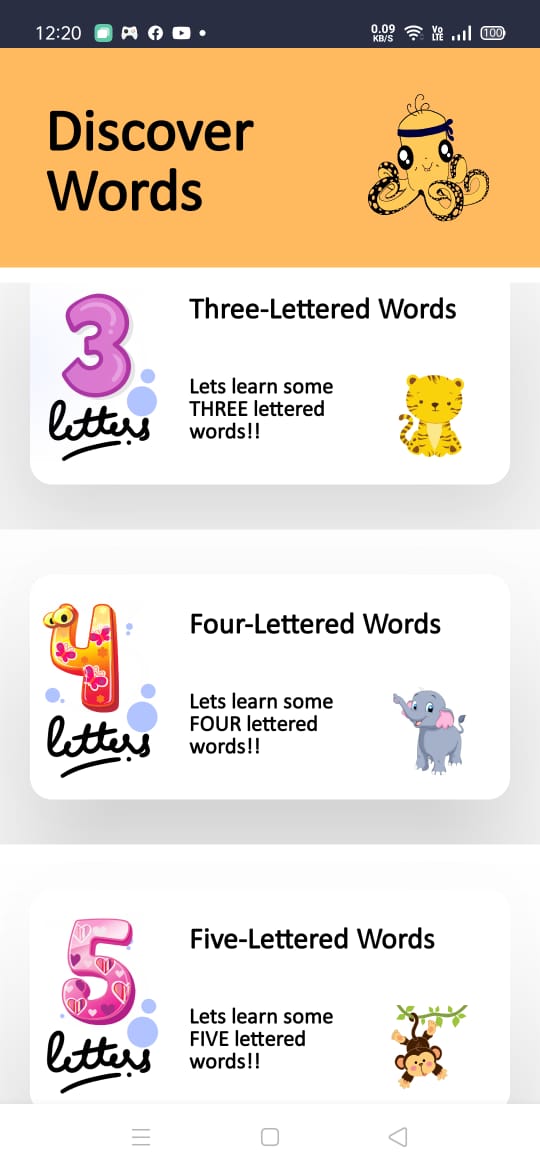 12:20
0.09
KB/S
Vo
LTE
100
Discover
Words
3
letters
Three-Lettered Words
Lets learn some
THREE lettered
words!!
4
letters
Four-Lettered Words
Lets learn some
FOUR lettered
words!!
5
letters
Five-Lettered Words
Lets learn some
FIVE lettered
words!!